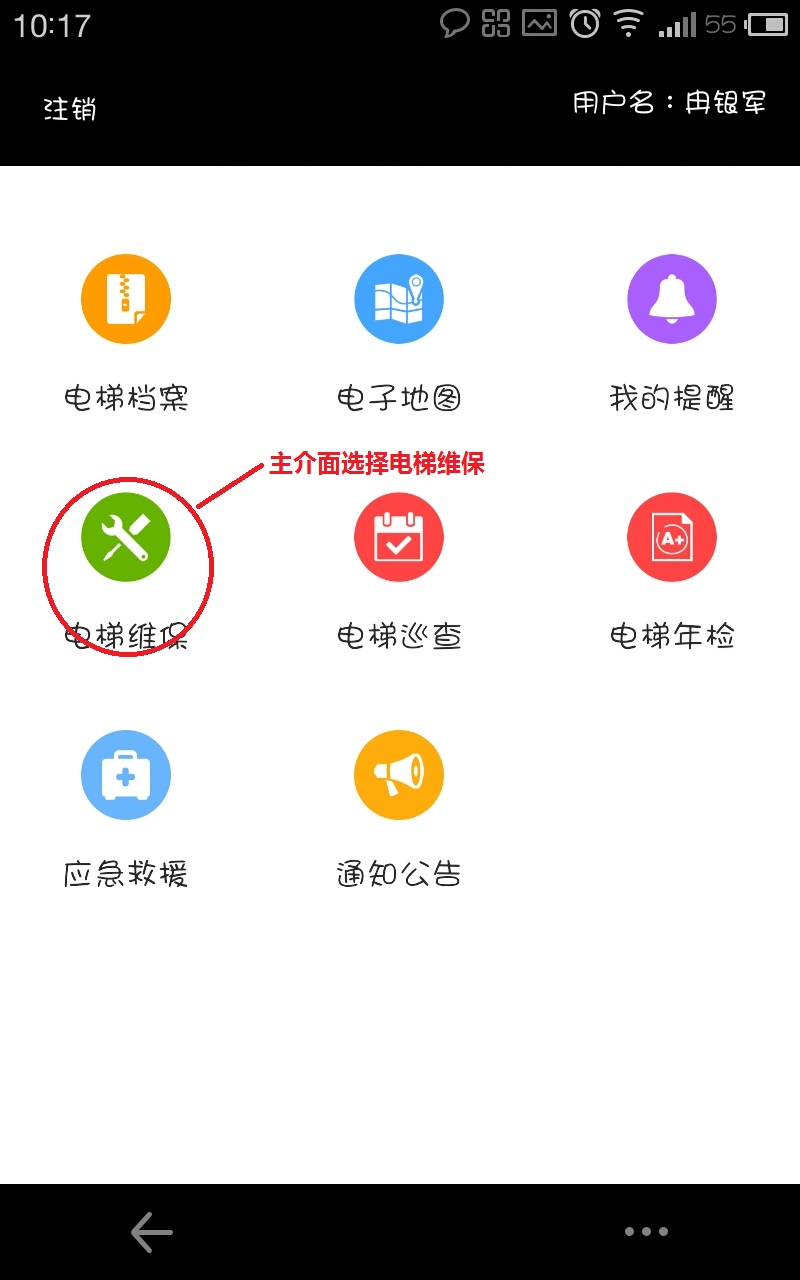 10:17
55
注销
用户名：冉银军
电梯档案
电子地图
我的提醒
主介面选择电梯维保
A+
电梯维保
电梯巡查
电梯年检
应急救援
通知公告